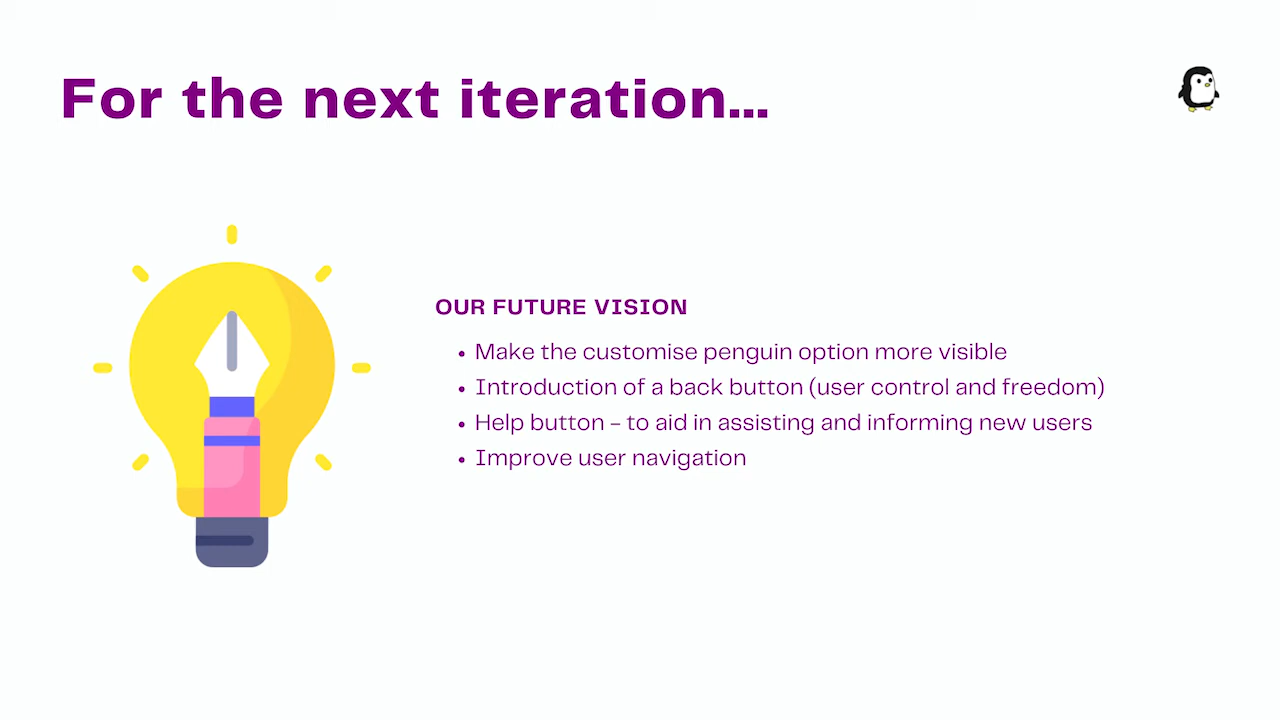 For the next iteration...
OUR FUTURE VISION
• Make the customise penguin option more visible
• Introduction of a back button (user control and freedom)
• Help button - to aid in assisting and informing new users
• Improve user navigation